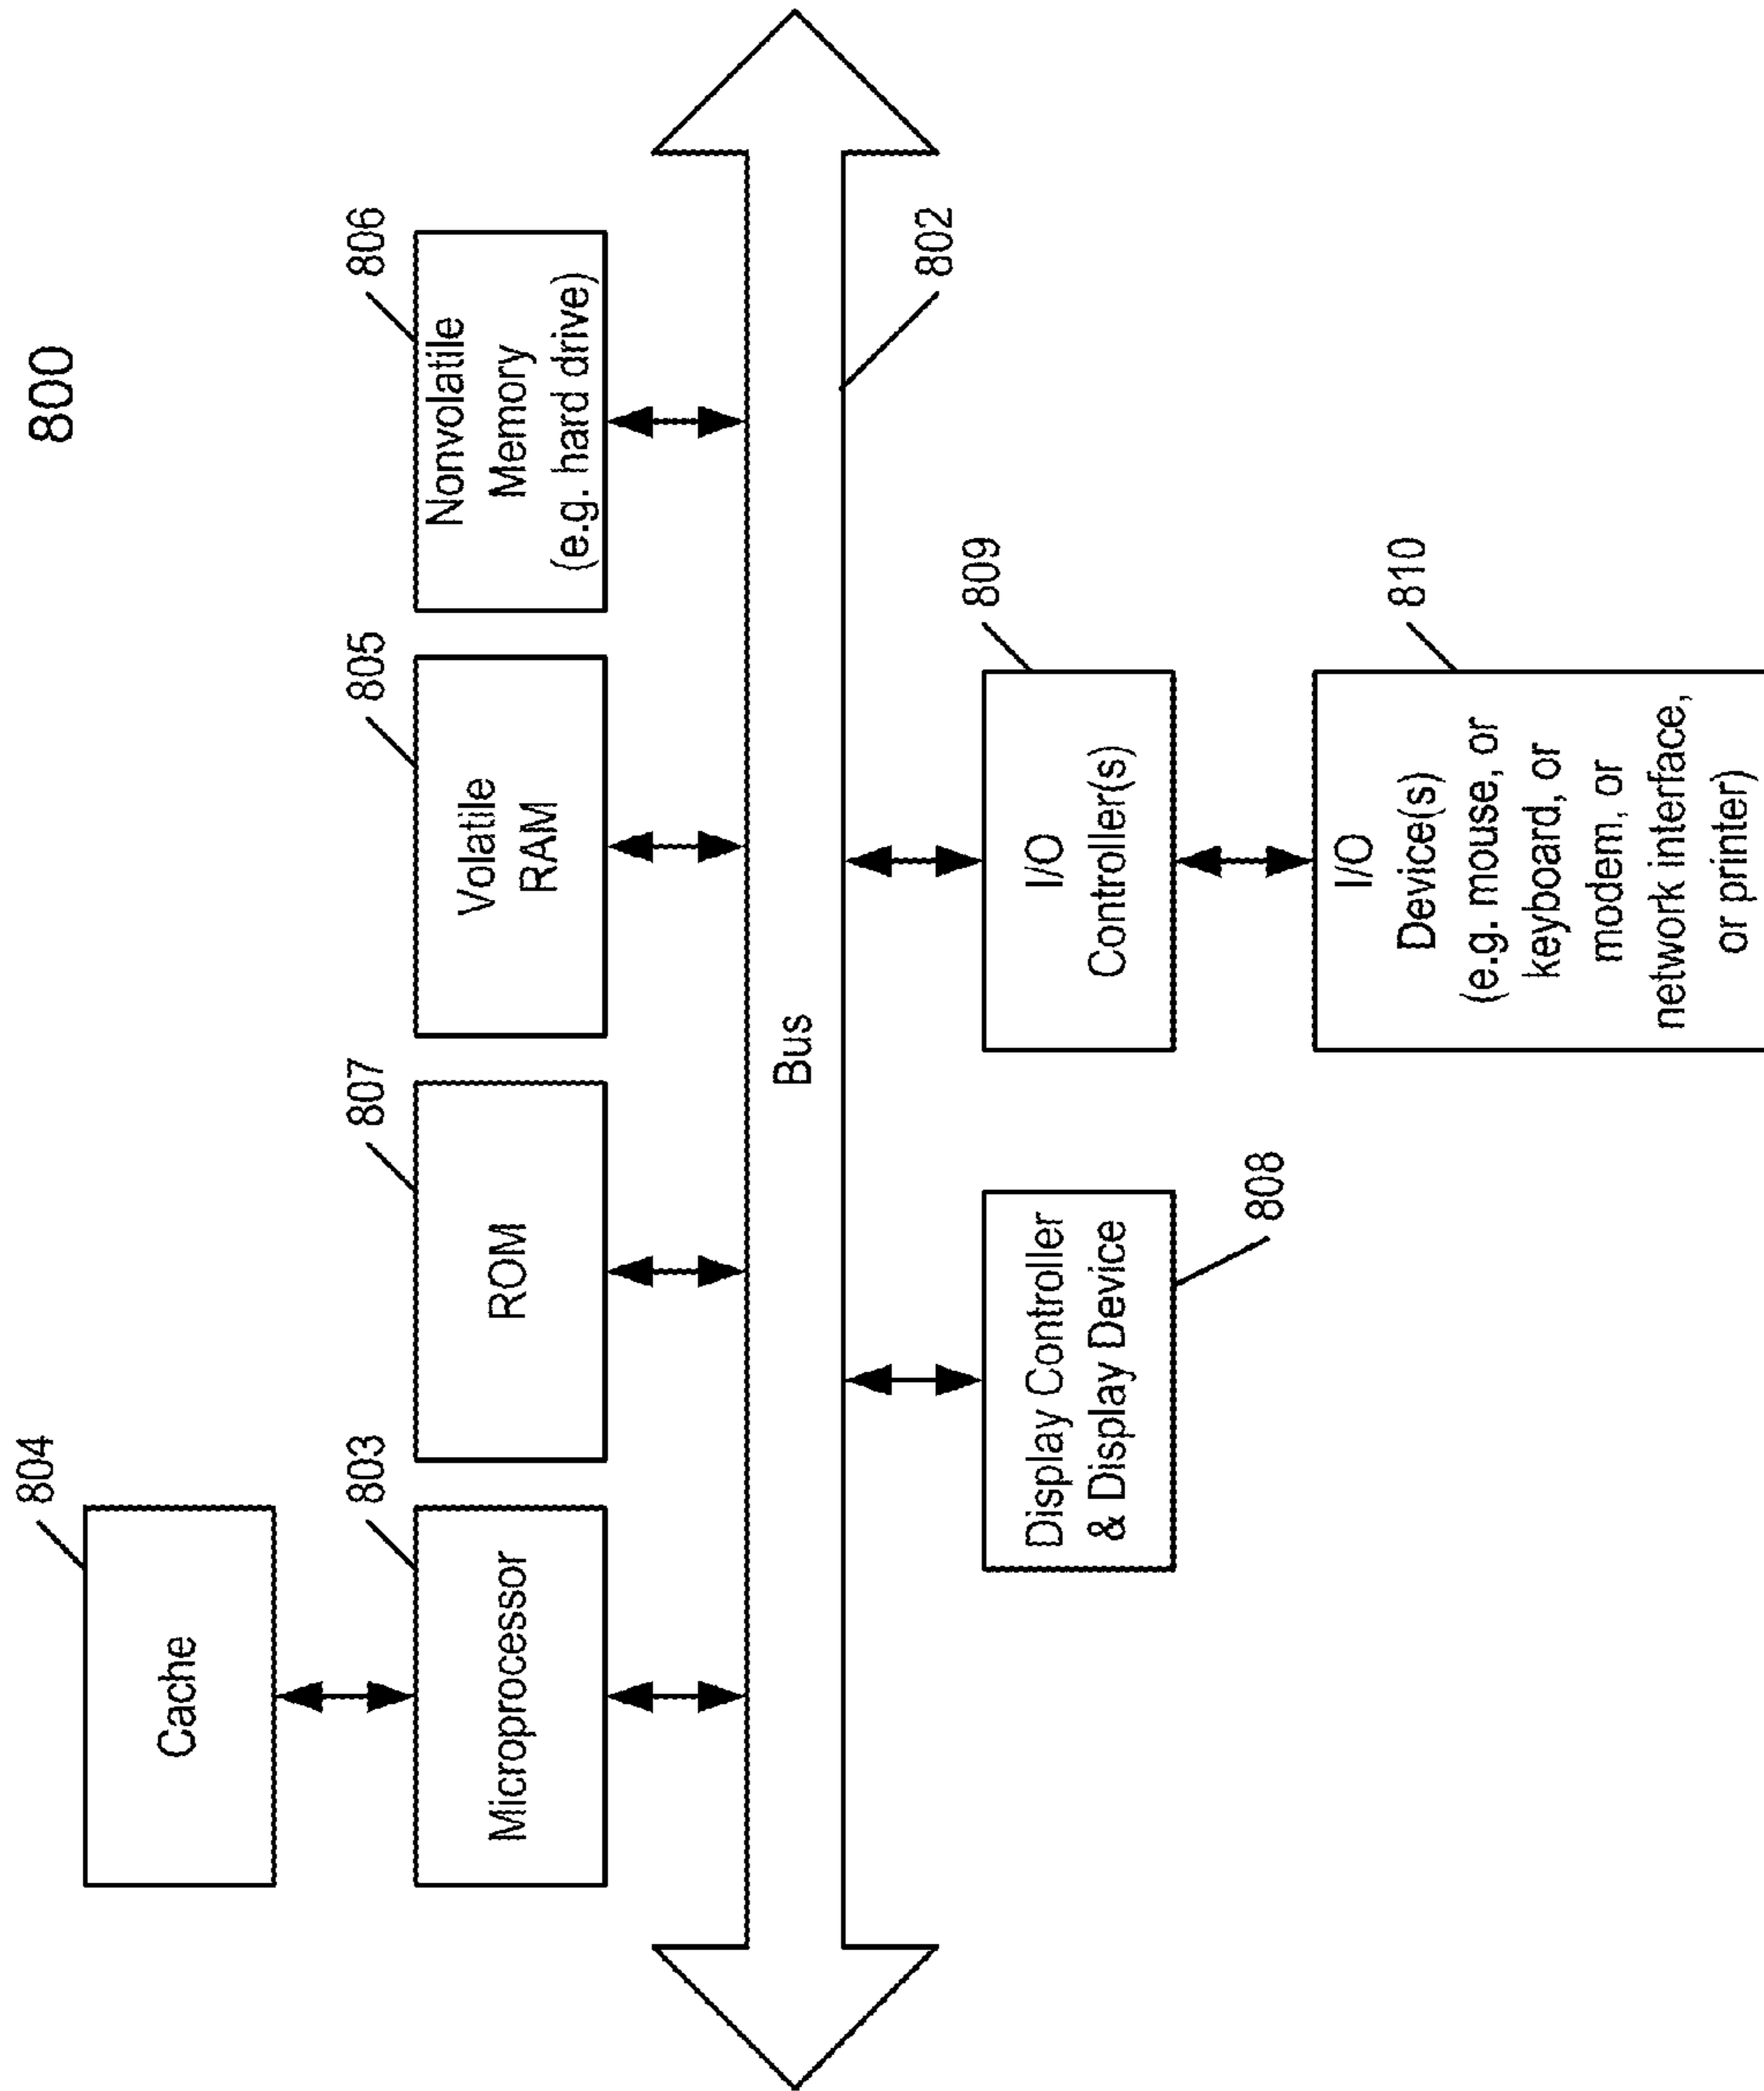 800
804
Cache
803
Microprocessor
807
ROM
805
Volatile
RAM
806
Nonvolatile
Memory
(e.g. hard drive)
Bus
802
Display Controller
& Display Device
808
809
I/O
Controller(s)
810
I/O
Device(s)
(e.g. mouse, or
keyboard, or
modem, or
network interface,
or printer)